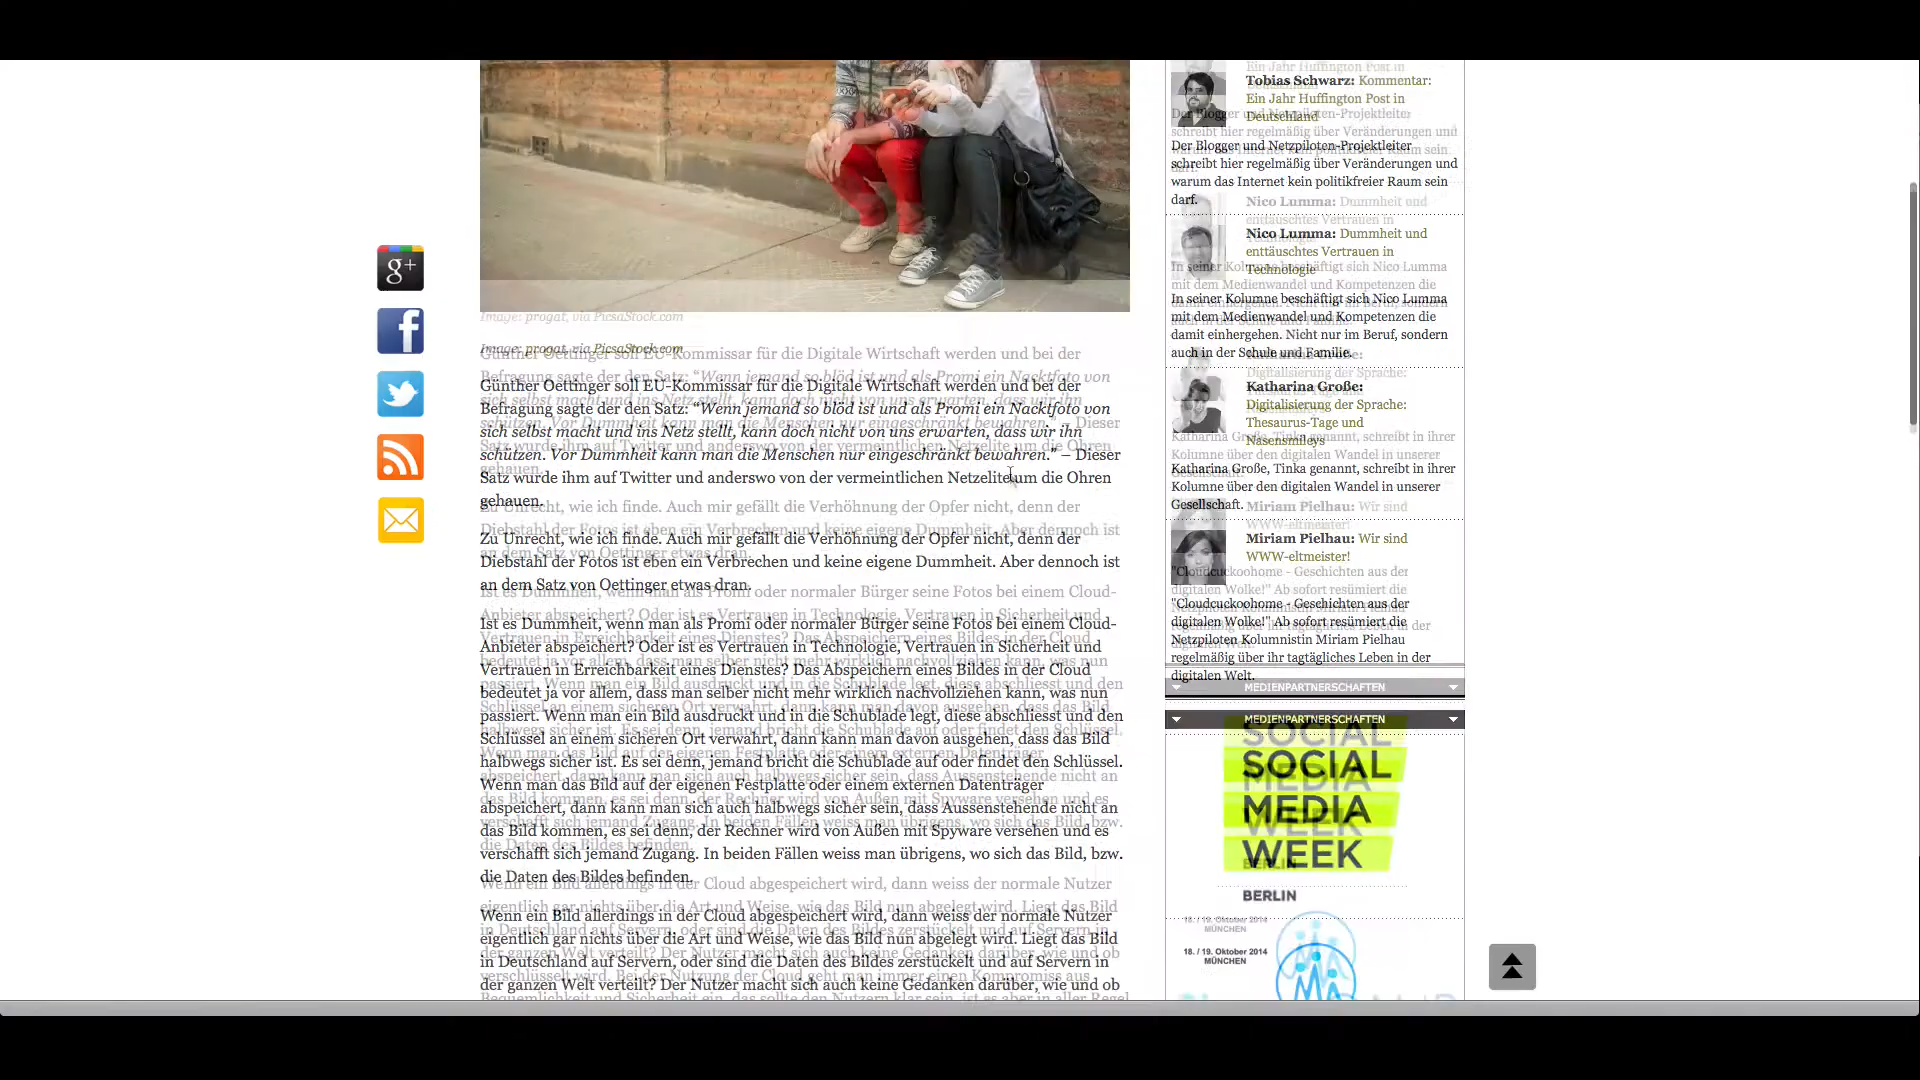 Image: progat, via PicsaStock.com
Günther Oettinger soll EU-Kommissar für die Digitale Wirtschaft werden und bei der
Befragung sagte der den Satz: “Wenn jemand so blöd ist und als Promi ein Nacktfoto von
sich selbst macht und ins Netz stellt, kann doch nicht von uns erwarten, dass wir ihn
schützen. Vor Dummheit kann man die Menschen nur eingeschränkt bewahren.” – Dieser
Satz wurde ihm auf Twitter und anderswo von der vermeintlichen Netzelite um die Ohren
gehauen.
Zu Unrecht, wie ich finde. Auch mir gefällt die Verhöhnung der Opfer nicht, denn der
Diebstahl der Fotos ist eben ein Verbrechen und keine eigene Dummheit. Aber dennoch ist
an dem Satz von Oettinger etwas dran.
Ist es Dummheit, wenn man als Promi oder normaler Bürger seine Fotos bei einem Cloud-
Anbieter abspeichert? Oder ist es Vertrauen in Technologie, Vertrauen in Sicherheit und
Vertrauen in Erreichbarkeit eines Dienstes? Das Abspeichern eines Bildes in der Cloud
bedeutet ja vor allem, dass man selber nicht mehr wirklich nachvollziehen kann, was nun
passiert. Wenn man ein Bild ausdruckt und in die Schublade legt, diese abschliesst und den
Schlüssel an einem sicheren Ort verwahrt, dann kann man davon ausgehen, dass das Bild
halbwegs sicher ist. Es sei denn, jemand bricht die Schublade auf oder findet den Schlüssel.
Wenn man das Bild auf der eigenen Festplatte oder einem externen Datenträger
abspeichert, dann kann man sich auch halbwegs sicher sein, dass Aussenstehende nicht an
das Bild kommen, es sei denn, der Rechner wird von Außen mit Spyware versehen und es
verschafft sich jemand Zugang. In beiden Fällen weiss man übrigens, wo sich das Bild, bzw.
die Daten des Bildes befinden.
Wenn ein Bild allerdings in der Cloud abgespeichert wird, dann weiss der normale Nutzer
eigentlich gar nichts über die Art und Weise, wie das Bild nun abgelegt wird. Liegt das Bild
in Deutschland auf Servern, oder sind die Daten des Bildes zerstückelt und auf Servern in
der ganzen Welt verteilt? Der Nutzer macht sich auch keine Gedanken darüber, wie und ob
Tobias Schwarz: Kommentar:
Ein Jahr Huffington Post in
Deutschland
Der Blogger und Netzpiloten-Projektleiter
schreibt hier regelmäßig über Veränderungen und
warum das Internet kein politikfreier Raum sein
darf.
Nico Lumma: Dummheit und
enttäuschtes Vertrauen in
Technologie
In seiner Kolumne beschäftigt sich Nico Lumma
mit dem Medienwandel und Kompetenzen die
damit einhergehen. Nicht nur im Beruf, sondern
auch in der Schule und Familie.
Katharina Große:
Digitalisierung der Sprache:
Thesaurus-Tage und
Nasensmileys
Katharina Große, Tinka genannt, schreibt in ihrer
Kolumne über den digitalen Wandel in unserer
Gesellschaft.
Miriam Pielhau: Wir sind
WWW-eltmeister!
"Cloudcuckoohome - Geschichten aus der
digitalen Wolke!" Ab sofort resümiert die
Netzpiloten Kolumnistin Miriam Pielhau
regelmäßig über ihr tagtägliches Leben in der
digitalen Welt.
MEDIENPARTNERSCHAFTEN
SOCIAL
MEDIA
WEEK
BERLIN
18. / 19. Oktober 2014
MÜNCHEN